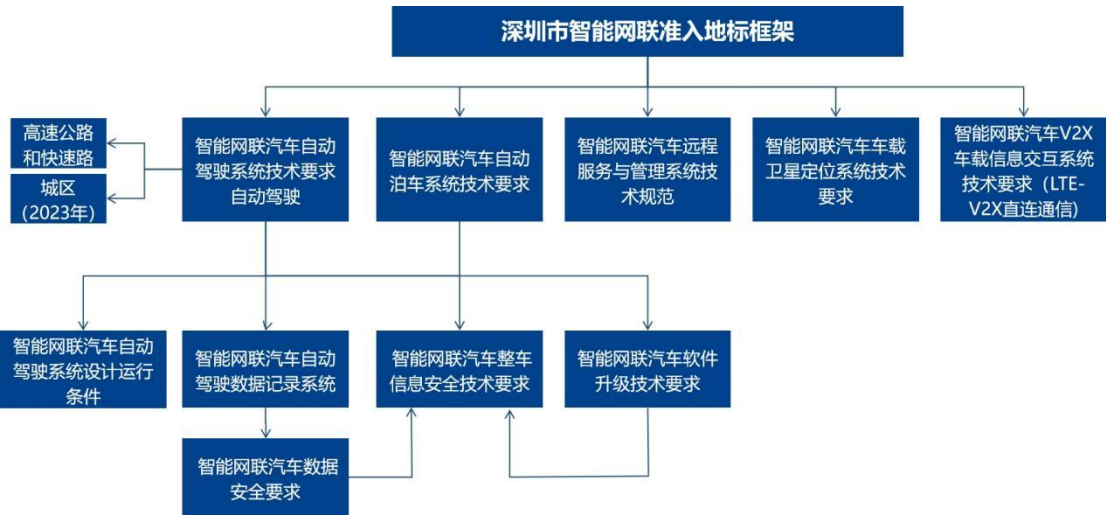 深圳市智能网联准入地标框架
高速公路
和快速路
城区
（2023年）
智能网联汽车自动
驾驶系统技术要求
自动驾驶
智能网联汽车自动
泊车系统技术要求
智能网联汽车远程
服务与管理系统技
术规范
智能网联汽车车载
卫星定位系统技术
要求
智能网联汽车V2X
车载信息交互系统
技术要求（LTE-
V2X直连通信)
智能网联汽车自动
驾驶系统设计运行
条件
智能网联汽车自动
驾驶数据记录系统
智能网联汽车整车
信息安全技术要求
智能网联汽车软件
升级技术要求
智能网联汽车数据
安全要求